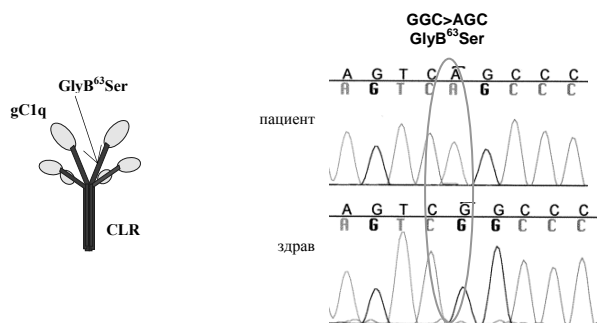 GGC>AGC
GlyB⁶³Ser
GlyB⁶³Ser
gC1q
CLR
A G T C A G C C C
A G T C A G C C C
пациент
A G T C G G C C C
A G T C G G C C C
здрав